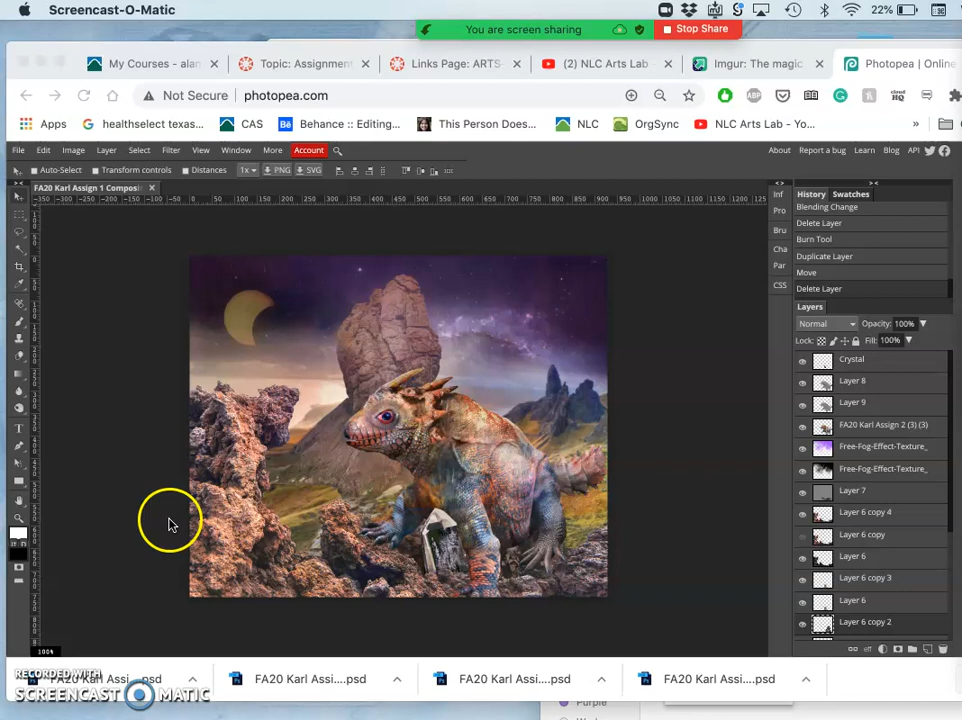 Screencast-O-Matic
22%
You are screen sharing
Stop Share
My Courses - alan
Topic: Assignment
Links Page: ARTS-
(2) NLC Arts Lab -
Imgur: The magic
Photopea | Online
Not Secure
photopea.com
Apps
healthselect texas...
CAS
Behance :: Editing...
This Person Does...
NLC
OrgSync
NLC Arts Lab - Yo...
»
File Edit Image Layer Select Filter View Window More Account
About Report a bug Learn Blog API
Auto-Select Transform controls Distances 1x PNG SVG
FA20 Karl Assign 1 Composi
History Swatches
Blending Change
Delete Layer
Burn Tool
Duplicate Layer
Move
Delete Layer
Inf
Pro
Bru
Cha
Par
CSS
Layers
Normal Opacity: 100%
Lock: Fill: 100%
Crystal
Layer 8
Layer 9
FA20 Karl Assign 2 (3) (3)
Free-Fog-Effect-Texture_
Free-Fog-Effect-Texture_
Layer 7
Layer 6 copy 4
Layer 6 copy
Layer 6
Layer 6 copy 3
Layer 6
Layer 6 copy 2
100%
RECORDED WITH
SCREENCAST MATIC
FA20 Karl Assi....psd
FA20 Karl Assi....psd
FA20 Karl Assi....psd
Purple